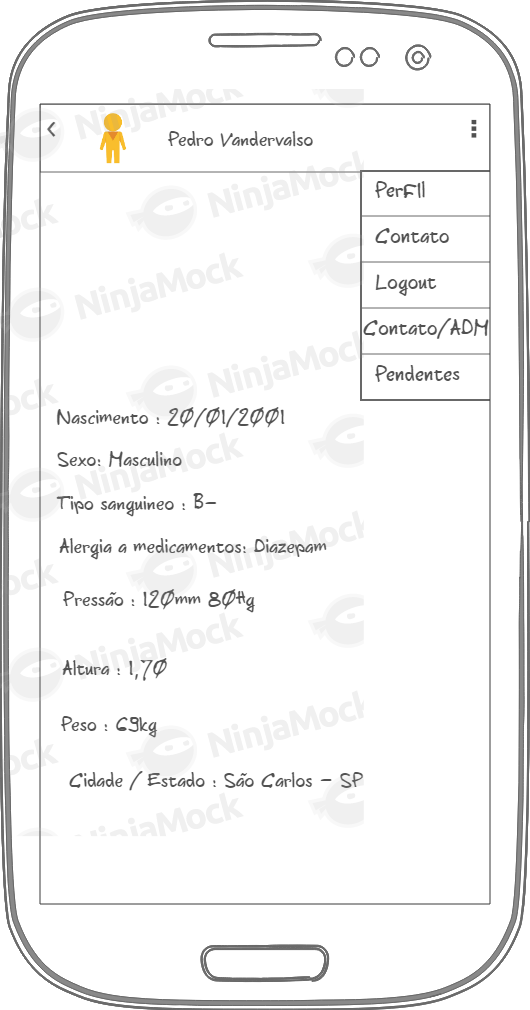 Pedro Vandervalso
Perfil
Contato
Logout
Contato/ADM
Pendentes
Nascimento : 20/01/2001
Sexo: Masculino
Tipo sanguineo : B-
Alergia a medicamentos: Diazepam
Pressão : 120mm 80Hg
Altura : 1,70
Peso : 69kg
Cidade / Estado : São Carlos - SP
NinjaMock
NinjaMock
NinjaMock
NinjaMock
NinjaMock
NinjaMock
NinjaMock
NinjaMock